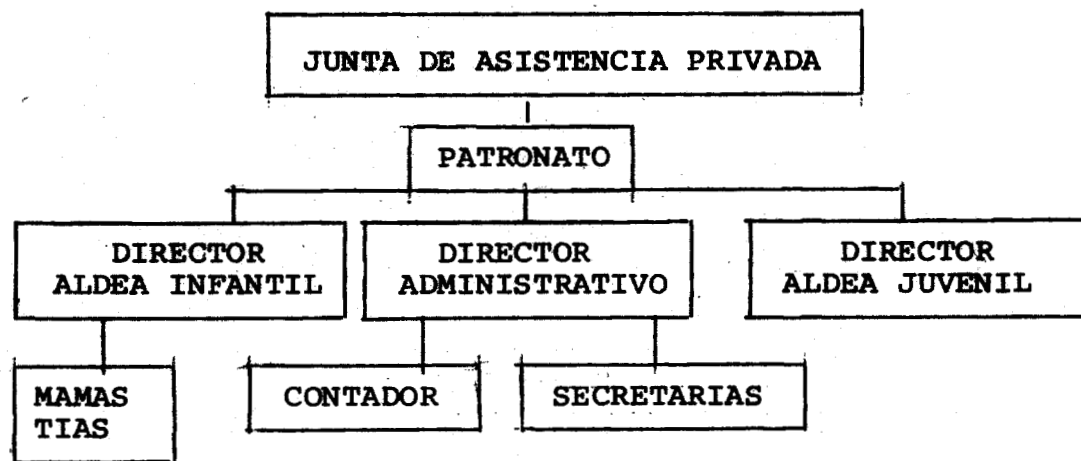 JUNTA DE ASISTENCIA PRIVADA
PATRONATO
DIRECTOR
ALDEA INFANTIL
DIRECTOR
ADMINISTRATIVO
DIRECTOR
ALDEA JUVENIL
MAMAS
TIAS
CONTADOR
SECRETARIAS